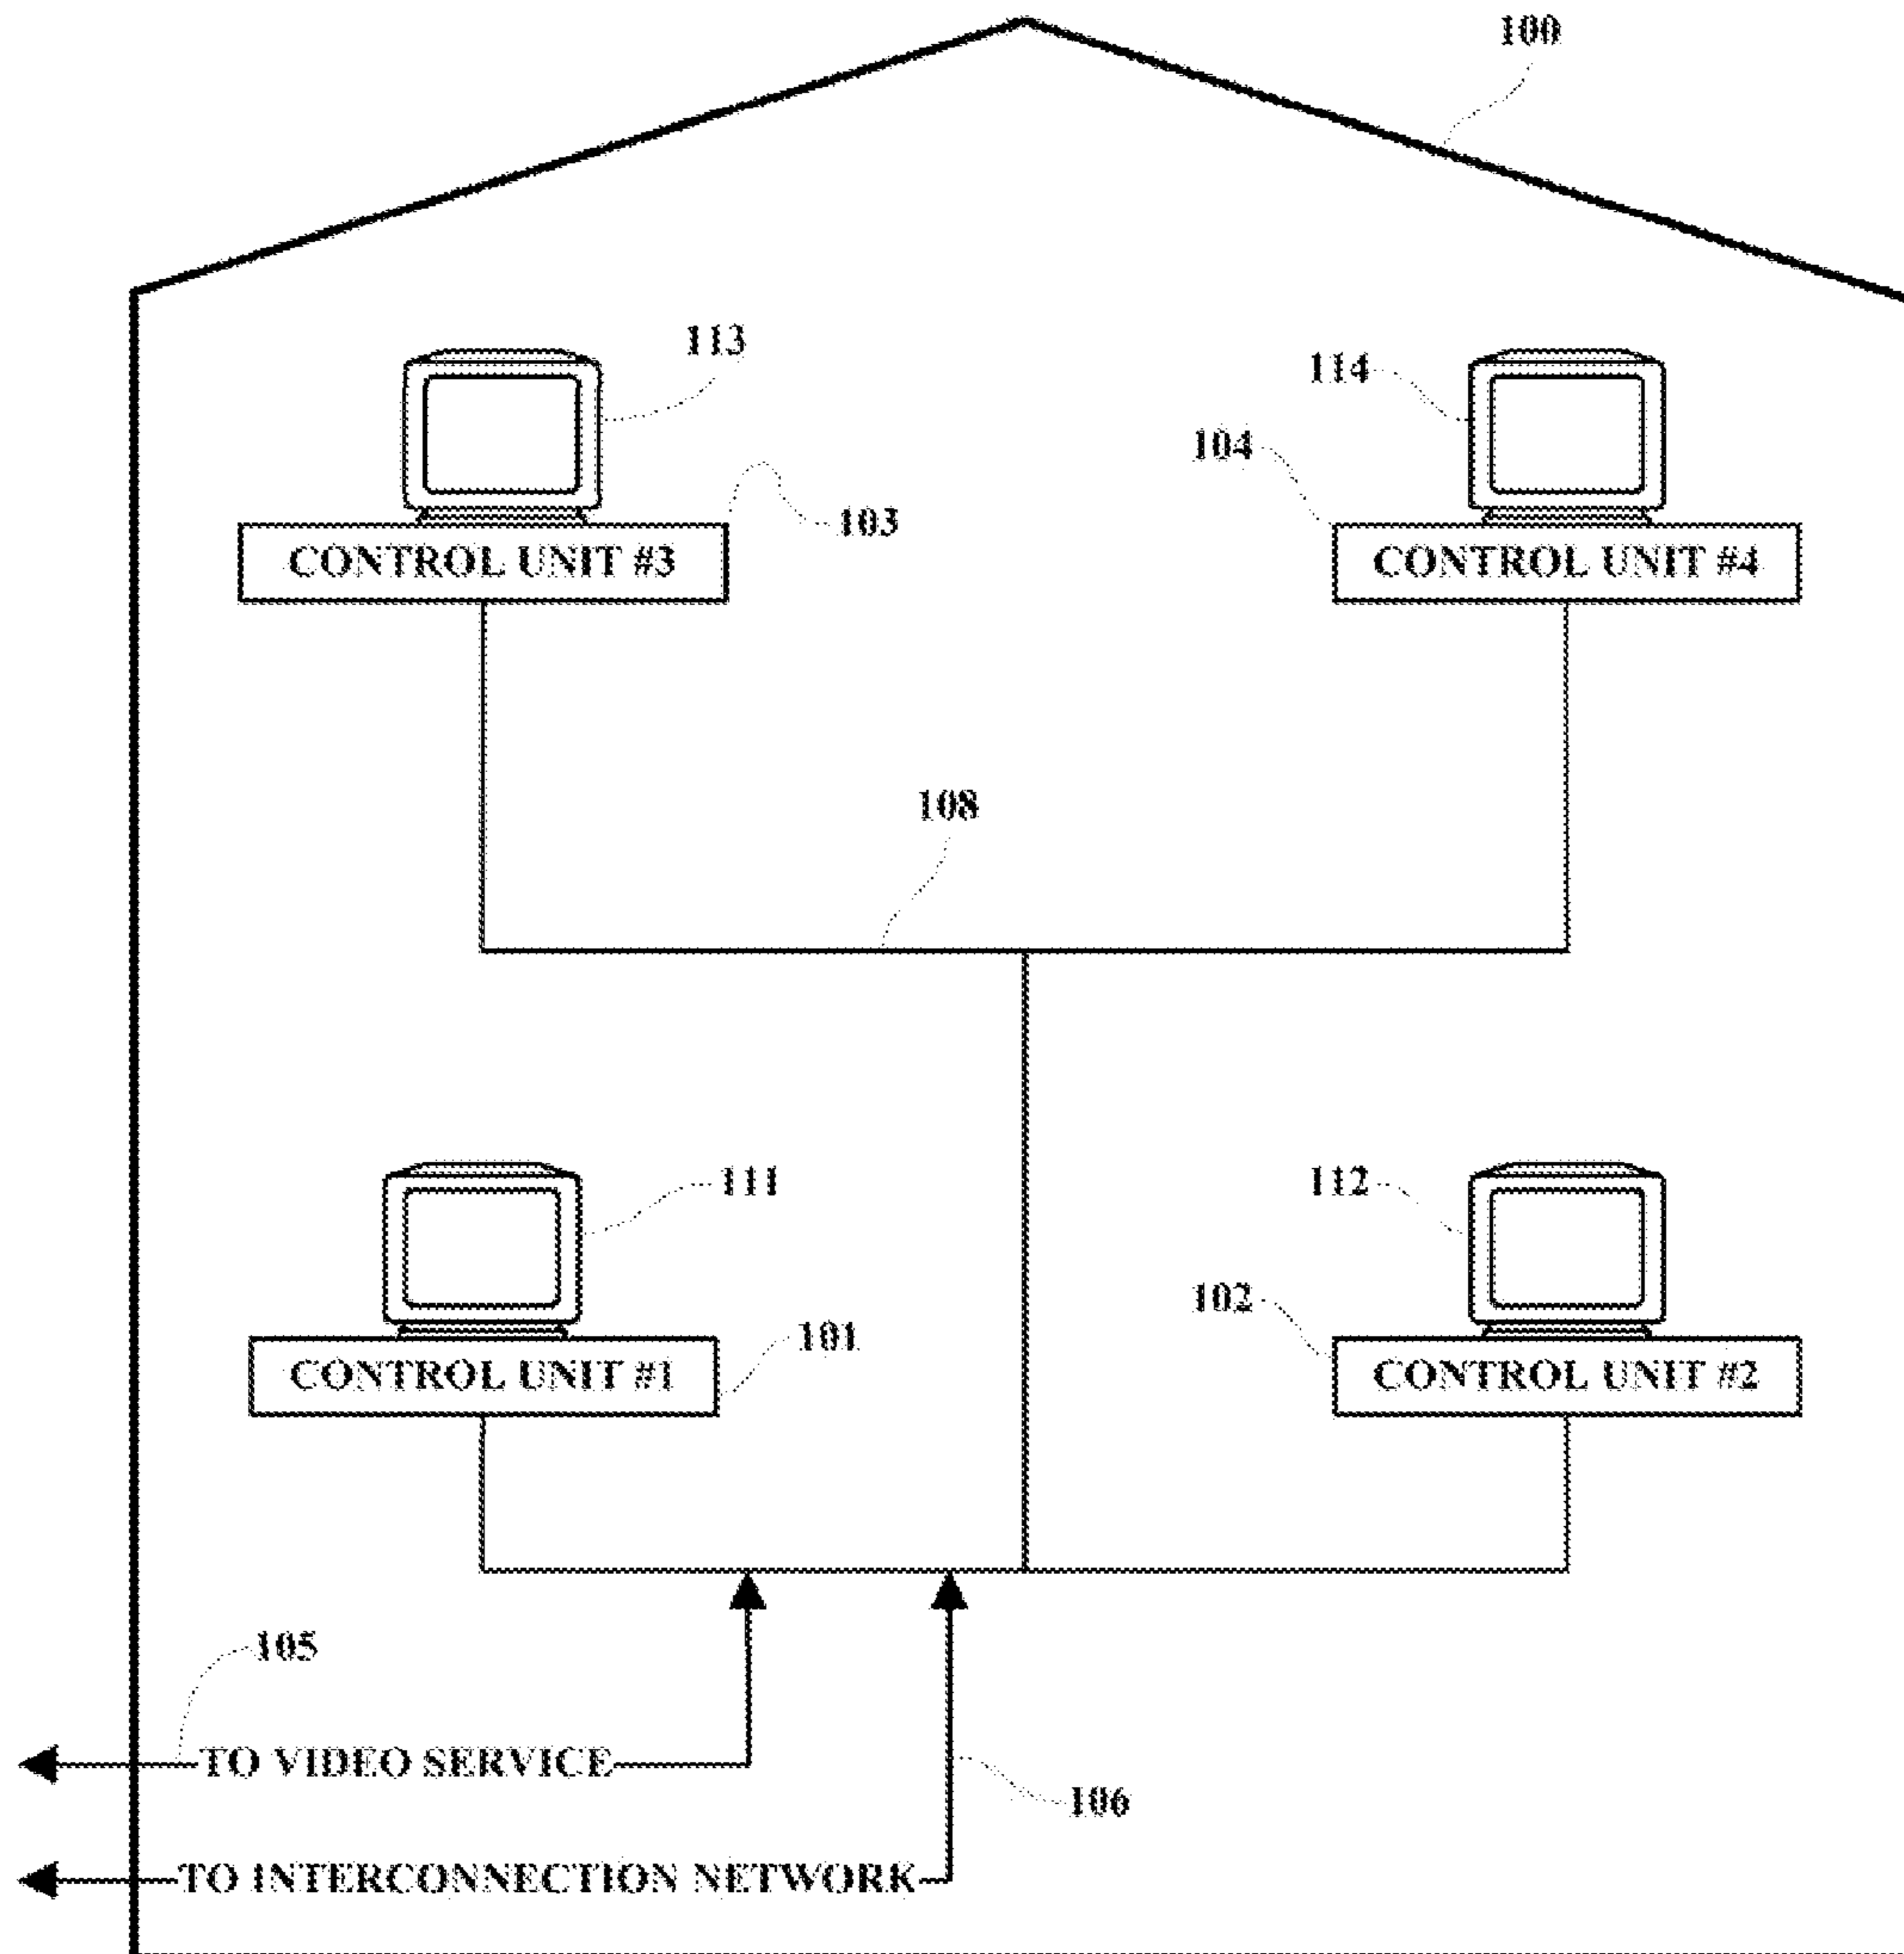 100
113
114
104
103
CONTROL UNIT #3
CONTROL UNIT #4
108
111
112
102
101
CONTROL UNIT #1
CONTROL UNIT #2
105
TO VIDEO SERVICE
106
TO INTERCONNECTION NETWORK